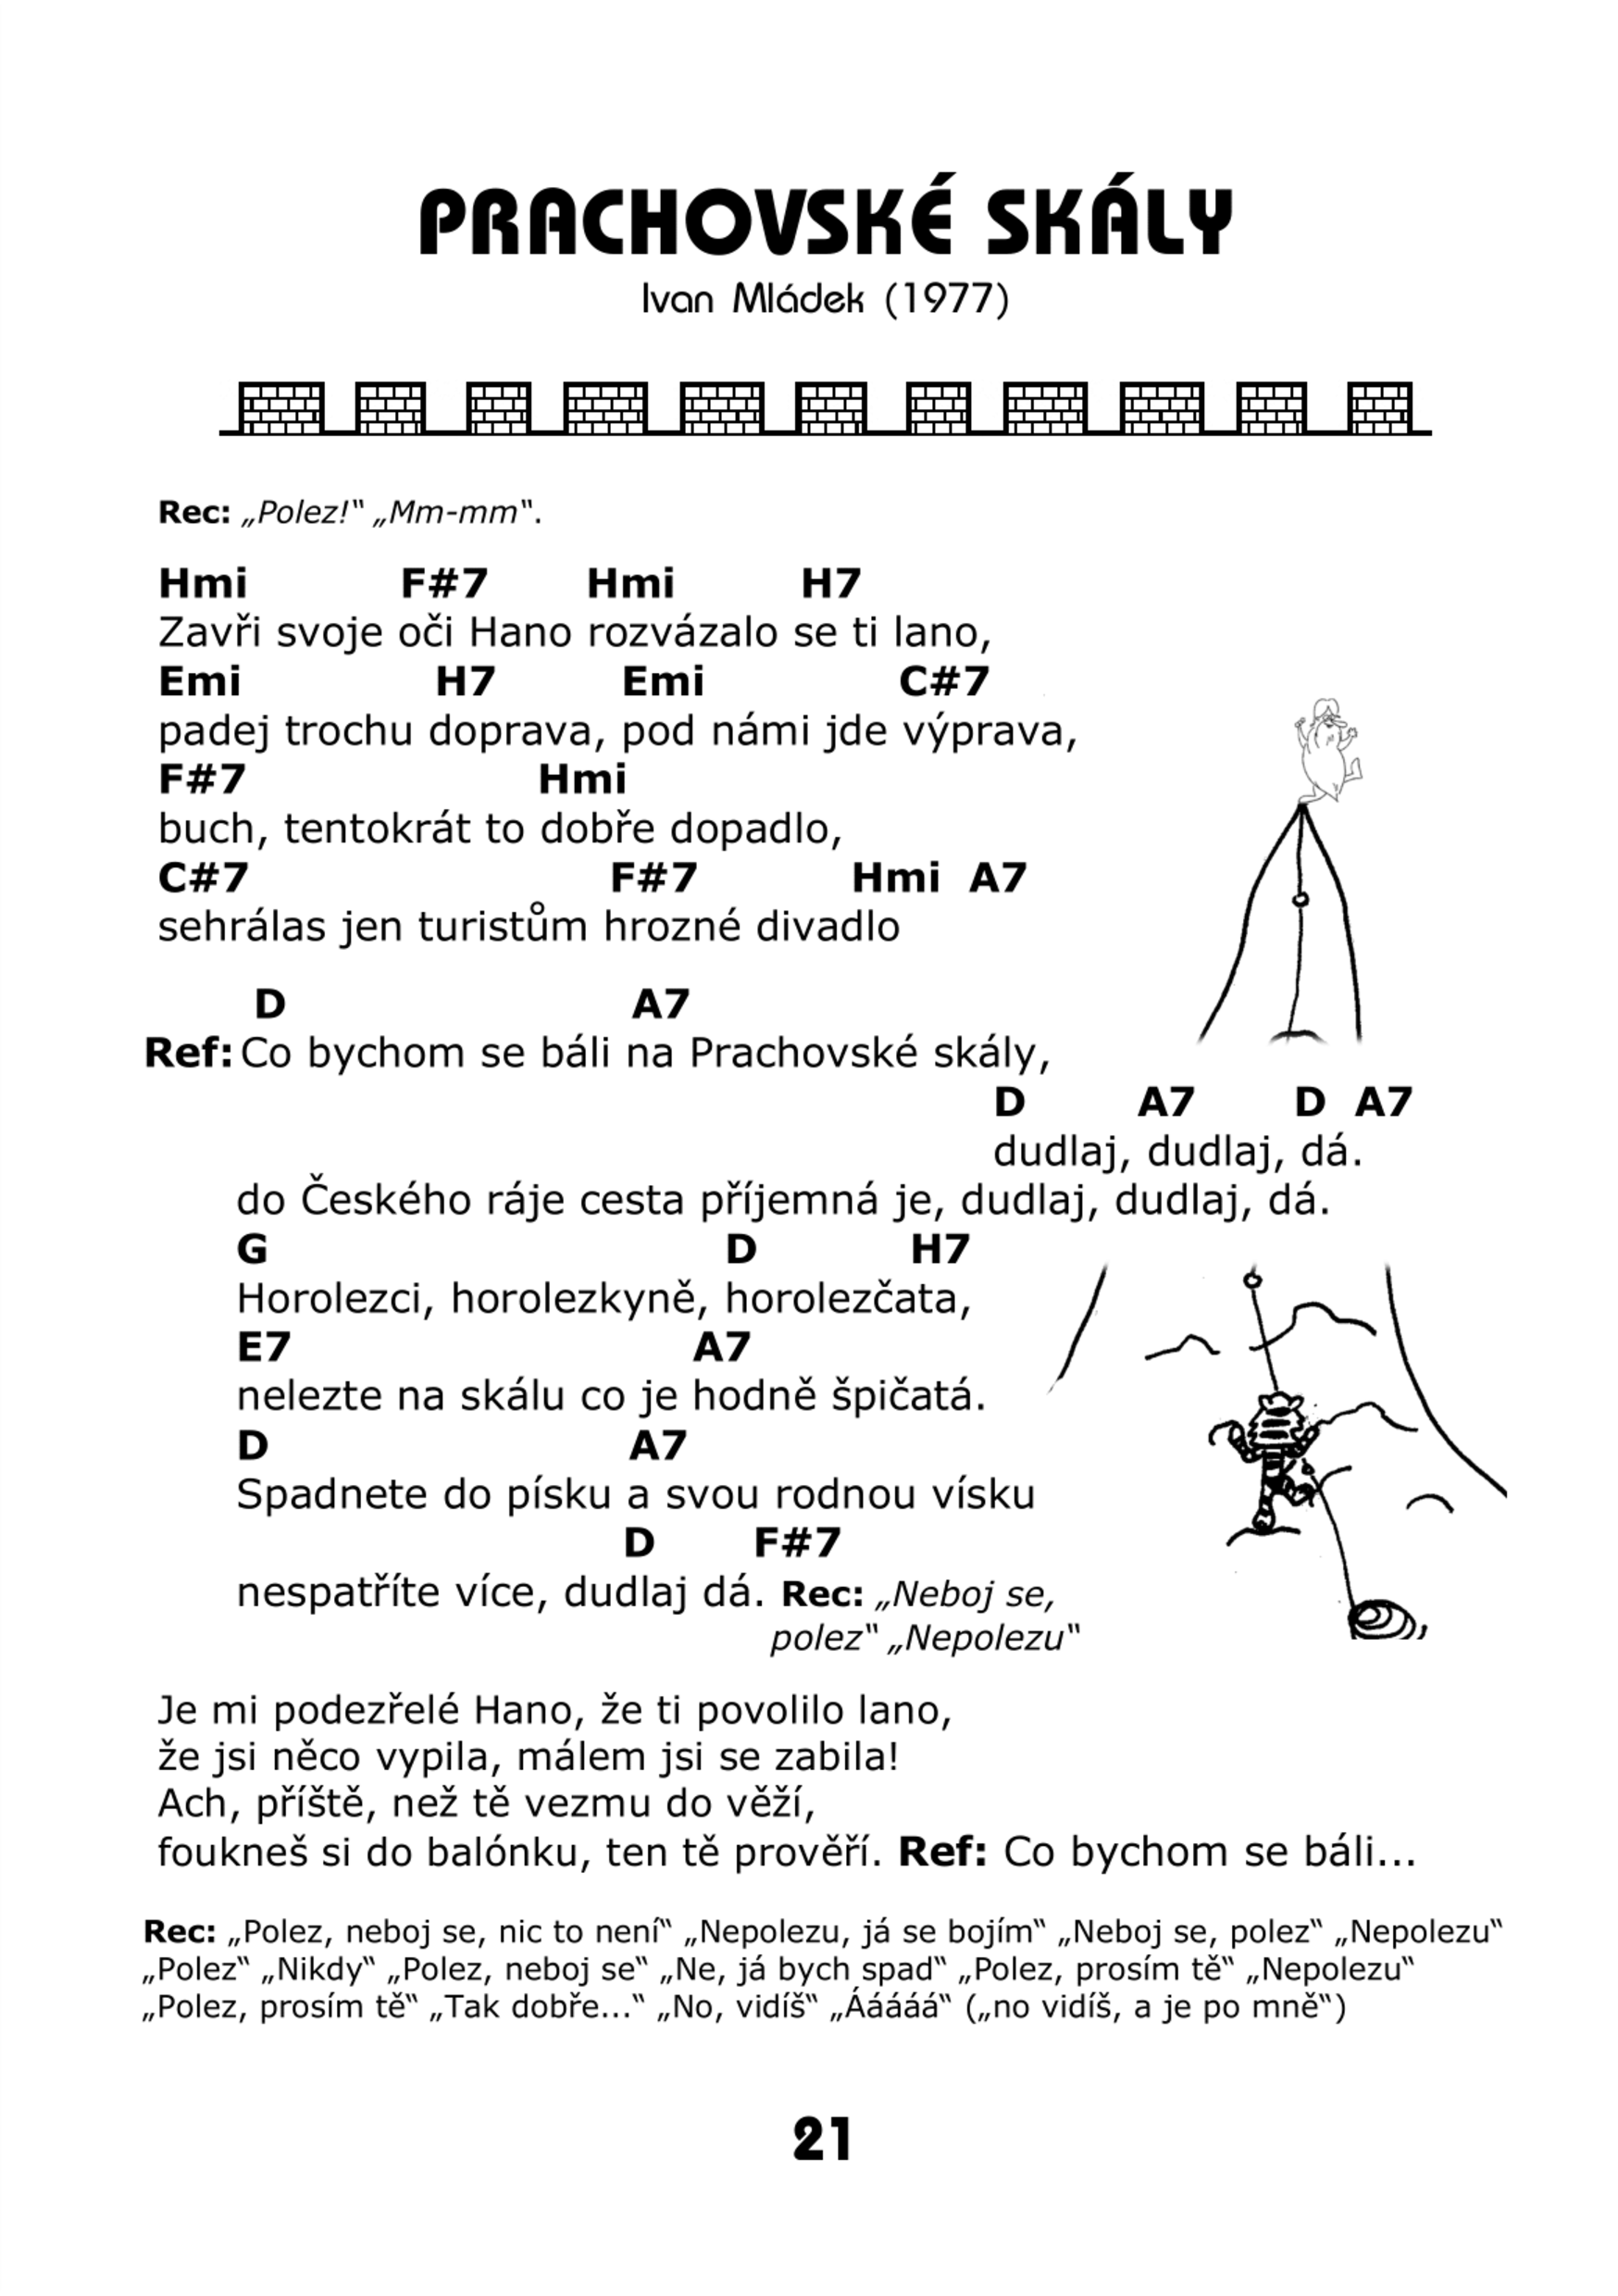 PRACHOVSKÉ SKÁLY
Ivan Mládek (1977)
Rec: „Polez!“ „Mm-mm“.
Hmi F#7 Hmi H7
Zavři svoje oči Hano rozvázalo se ti lano,
Emi H7 Emi C#7
padej trochu doprava, pod námi jde výprava,
F#7 Hmi
buch, tentokrát to dobře dopadlo,
C#7 F#7 Hmi A7
sehrálas jen turistům hrozné divadlo
D A7
Ref: Co bychom se báli na Prachovské skály,
D A7 D A7
dudlaj, dudlaj, dá.
do Českého ráje cesta příjemná je, dudlaj, dudlaj, dá.
G D H7
Horolezci, horolezkyně, horolezčata,
E7 A7
nelezte na skálu co je hodně špičatá.
D A7
Spadnete do písku a svou rodnou vísku
D F#7
nespatříte více, dudlaj dá. Rec: „Neboj se,
polez“ „Nepolezu“
Je mi podezřelé Hano, že ti povolilo lano,
že jsi něco vypila, málem jsi se zabila!
Ach, příště, než tě vezmu do věží,
foukneš si do balónku, ten tě prověří. Ref: Co bychom se báli...
Rec: „Polez, neboj se, nic to není“ „Nepolezu, já se bojím“ „Neboj se, polez“ „Nepolezu“
„Polez“ „Nikdy“ „Polez, neboj se“ „Ne, já bych spad“ „Polez, prosím tě“ „Nepolezu“
„Polez, prosím tě“ „Tak dobře...“ „No, vidíš“ „Ááááá“ („no vidíš, a je po mně“)
21